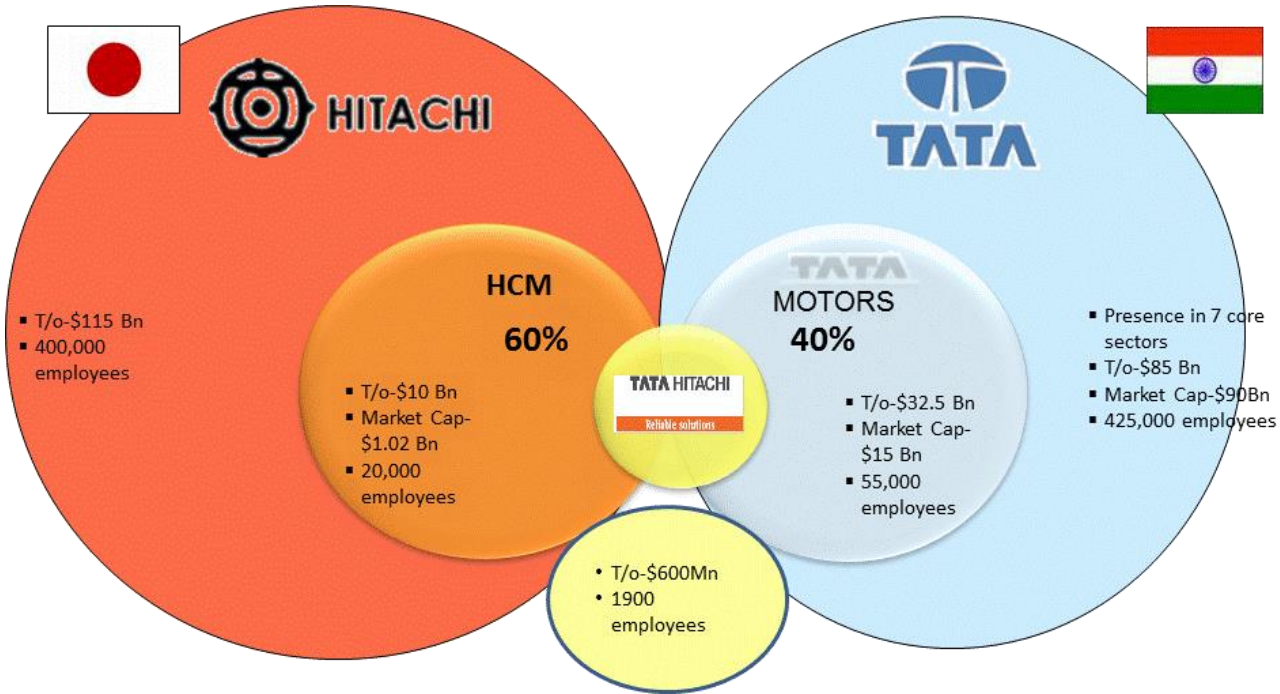 HITACHI
TATA
HCM
60%
TATA
MOTORS
40%
▪ T/o-$115 Bn
▪ 400,000
employees
▪ T/o-$10 Bn
▪ Market Cap-
$1.02 Bn
▪ 20,000
employees
TATA HITACHI
Reliable solutions
▪ T/o-$32.5 Bn
▪ Market Cap-
$15 Bn
▪ 55,000
employees
▪ Presence in 7 core
sectors
▪ T/o-$85 Bn
▪ Market Cap-$90Bn
▪ 425,000 employees
• T/o-$600Mn
• 1900
employees